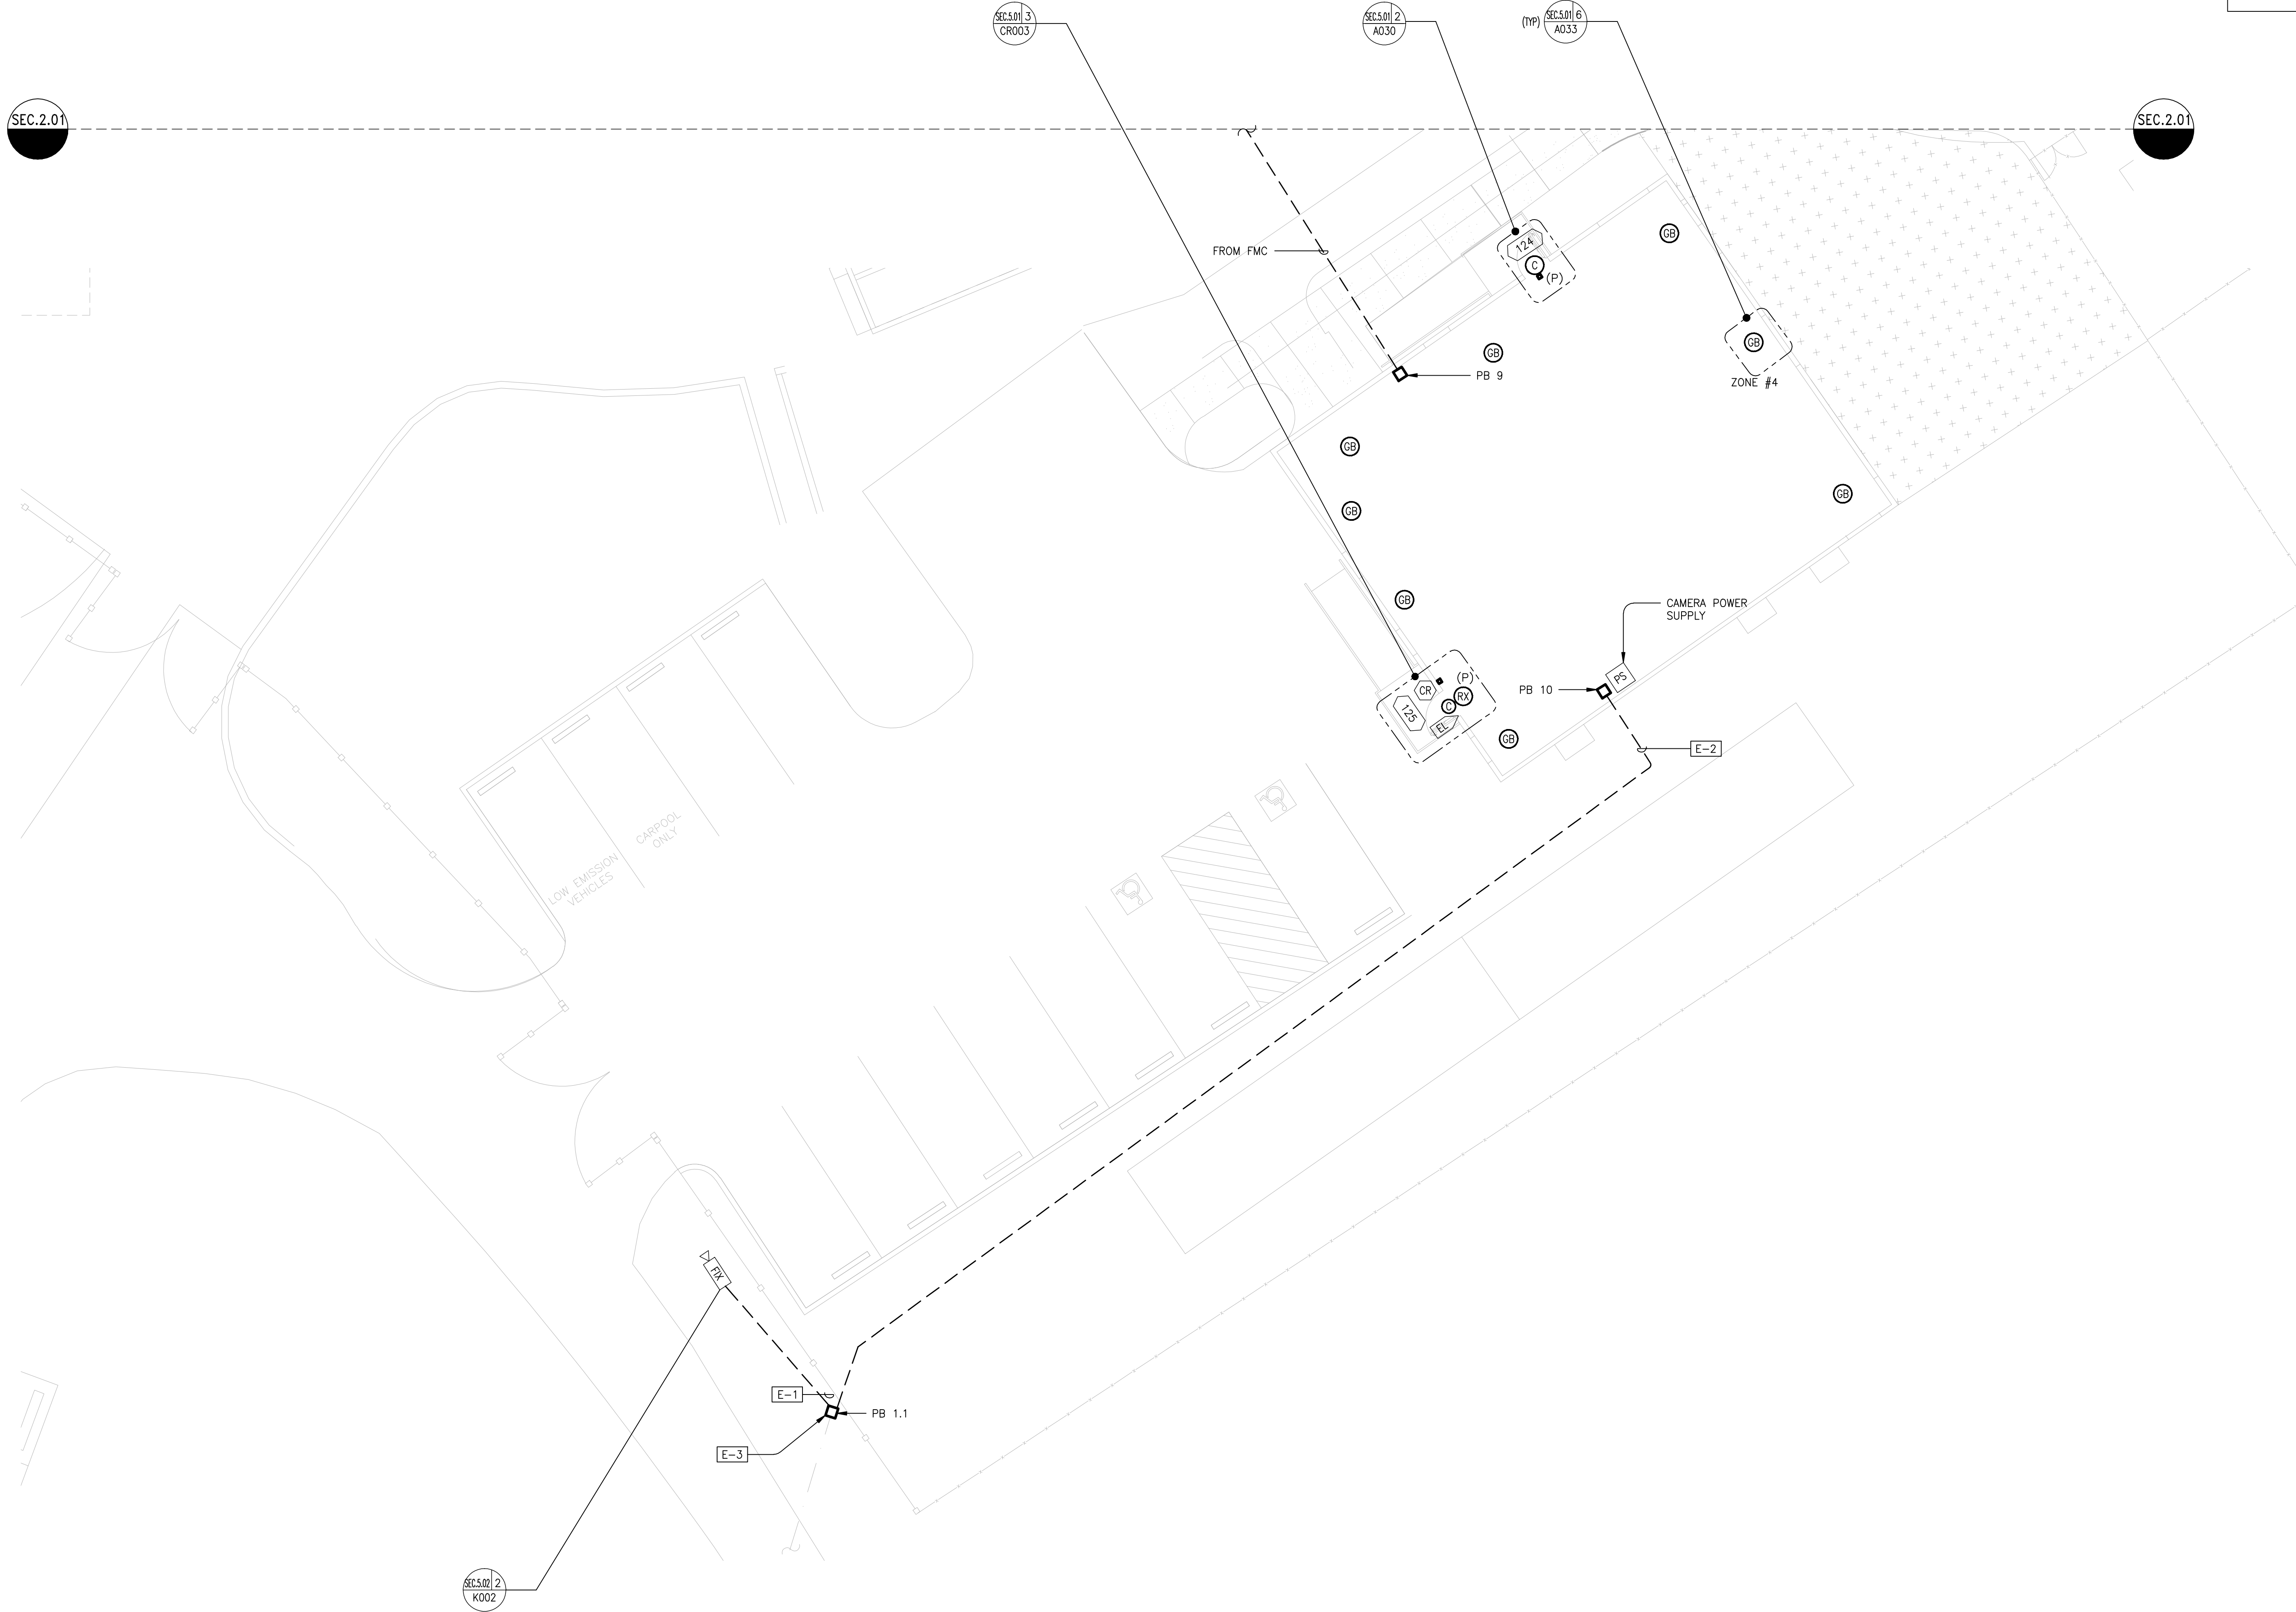 SEC.5.01 3
CR003
SEC.5.01 2
A030
(TYP)
SEC.5.01 6
A033
SEC.2.01
SEC.2.01
FROM FMC
124
C
(P)
GB
GB
ZONE #4
GB
PB 9
GB
GB
GB
GB
CAMERA POWER
SUPPLY
PS
PB 10
CR
(P)
RX
C
125
EL
GB
E-2
CARPOOL
ONLY
LOW EMISSION
VEHICLES
FIX
E-1
PB 1.1
E-3
SEC.5.02 2
K002